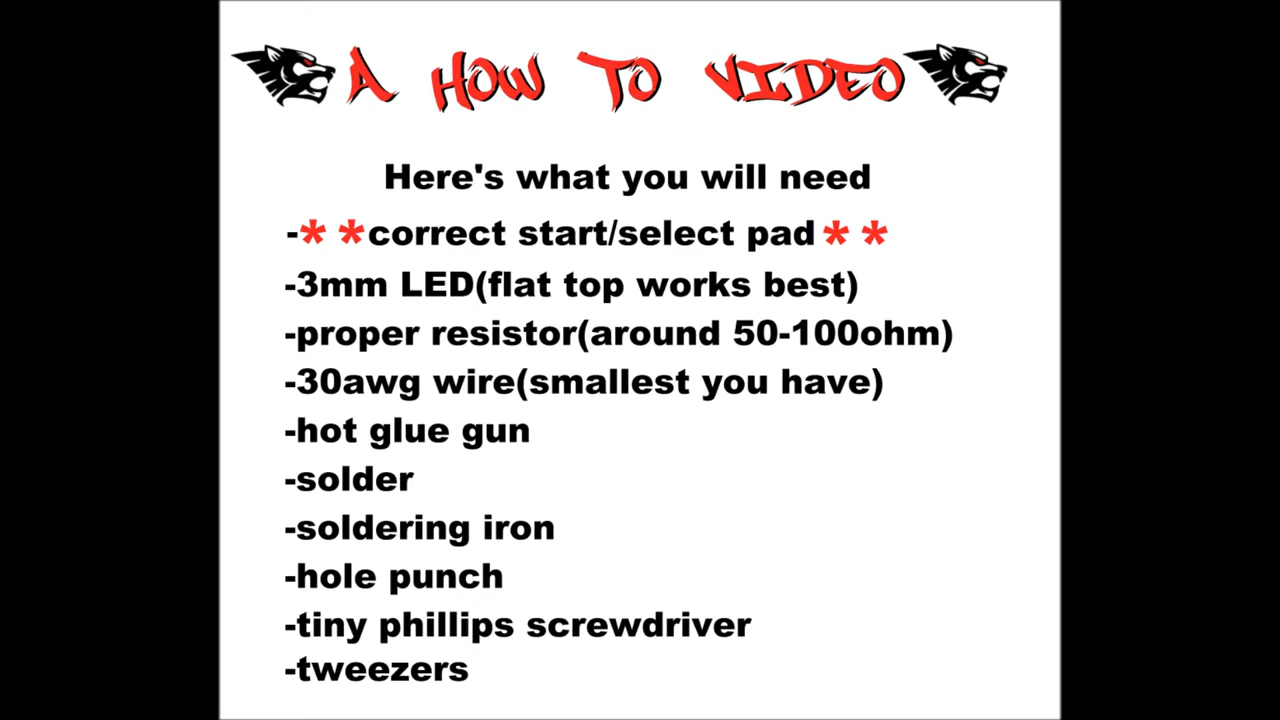 A HOW TO VIDEO
Here's what you will need
-**correct start/select pad**
-3mm LED(flat top works best)
-proper resistor(around 50-100ohm)
-30awg wire(smallest you have)
-hot glue gun
-solder
-soldering iron
-hole punch
-tiny phillips screwdriver
-tweezers